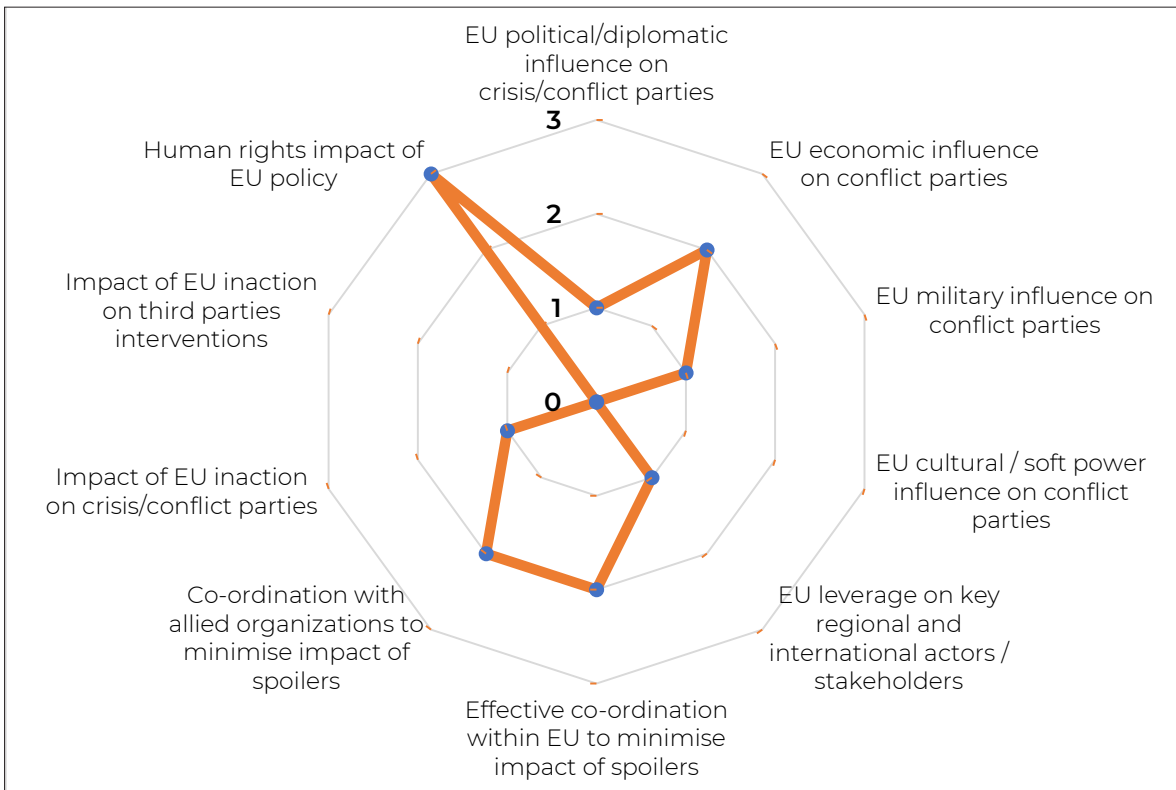 EU political/diplomatic
influence on
crisis/conflict parties
EU economic influence
on conflict parties
EU military influence on
conflict parties
EU cultural / soft power
influence on conflict
parties
EU leverage on key
regional and
international actors /
stakeholders
Effective co-ordination
within EU to minimise
impact of spoilers
Co-ordination with
allied organizations to
minimise impact of
spoilers
Impact of EU inaction
on crisis/conflict parties
Impact of EU inaction
on third parties
interventions
Human rights impact of
EU policy
3
2
1
0